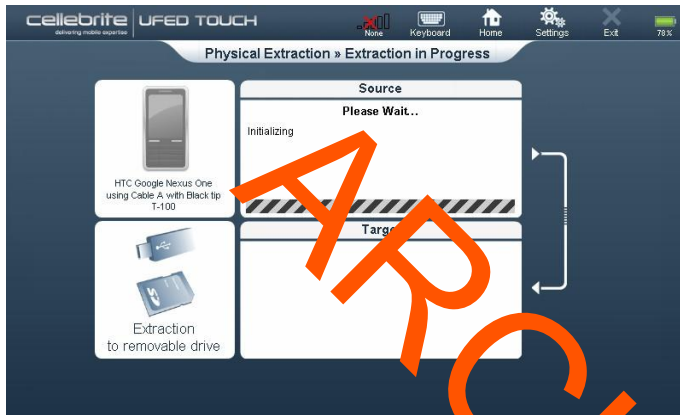 cellebrite UFED TOUCH
delivering mobile expertise
None
Keyboard
Home
Settings
Exit
78%
Physical Extraction » Extraction in Progress
Source
Please Wait...
Initializing
HTC Google Nexus One
using Cable A with Black tip
T-100
Extraction
to removable drive